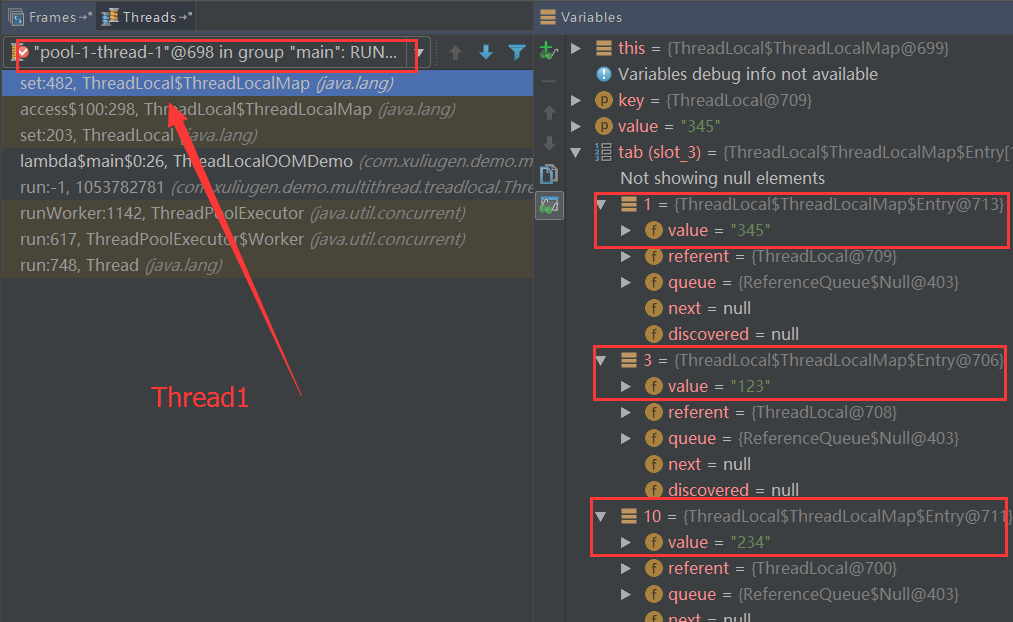 Frames →"
Threads →"
"pool-1-thread-1"@698 in group "main": RUN...
set:482, ThreadLocal$ThreadLocalMap (java.lang)
access$100:298, ThreadLocal$ThreadLocalMap (java.lang)
set:203, ThreadLocal (java.lang)
lambda$main$0:26, ThreadLocalOOMDemo (com.xuliugen.demo.m
run:-1, 1053782781 (com.xuliugen.demo.multithread.treadlocal.Thre
runWorker:1142, ThreadPoolExecutor (java.util.concurrent)
run:617, ThreadPoolExecutor$Worker (java.util.concurrent)
run:748, Thread (java.lang)
Thread1
Variables
this = {ThreadLocal$ThreadLocalMap@699}
Variables debug info not available
key = {ThreadLocal@709}
value = "345"
tab (slot_3) = {ThreadLocal$ThreadLocalMap$Entry[1
Not showing null elements
1 = {ThreadLocal$ThreadLocalMap$Entry@713}
value = "345"
referent = {ThreadLocal@709}
queue = {ReferenceQueue$Null@403}
next = null
discovered = null
3 = {ThreadLocal$ThreadLocalMap$Entry@706}
value = "123"
referent = {ThreadLocal@708}
queue = {ReferenceQueue$Null@403}
next = null
discovered = null
10 = {ThreadLocal$ThreadLocalMap$Entry@711}
value = "234"
referent = {ThreadLocal@700}
queue = {ReferenceQueue$Null@403}
next = null